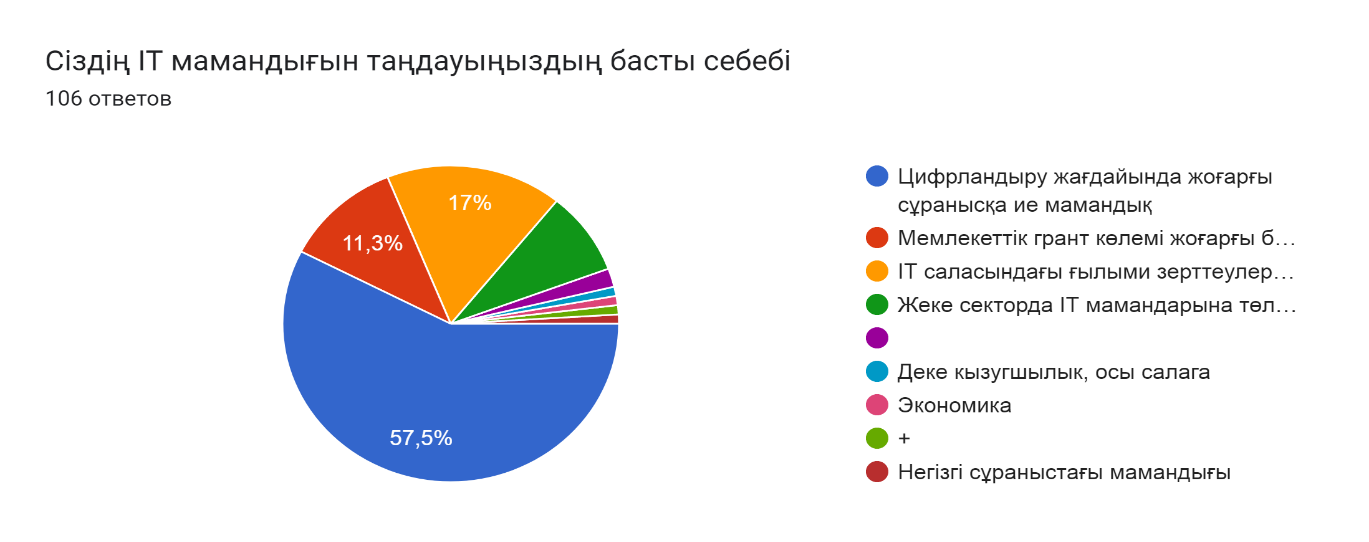 Сіздің IT мамандығын таңдауыңыздың басты себебі
106 ответов
17%
11,3%
57,5%
Цифрландыру жағдайында жоғарғы
сұранысқа ие мамандық
Мемлекеттік грант көлемі жоғарғы б…
IT саласындағы ғылыми зерттеулер…
Жеке секторда IT мамандарына төл…
Деке кызугшылык, осы салага
Экономика
+
Негізгі сұраныстағы мамандығы